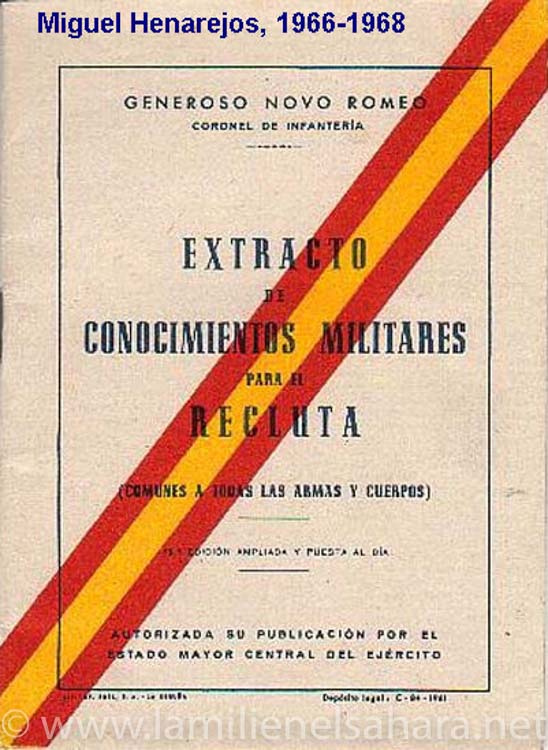 Miguel Henarejos, 1966-1968
GENEROSO NOVO ROMEO
CORONEL DE INFANTERÍA
EXTRACTO
DE
CONOCIMIENTOS MILITARES
PARA EL
RECLUTA
(COMUNES A TODAS LAS ARMAS Y CUERPOS)
EDICIÓN AMPLIADA Y PUESTA AL DÍA
AUTORIZADA SU PUBLICACIÓN POR EL
ESTADO MAYOR CENTRAL DEL EJÉRCITO
Depósito legal: C - 84 - 1961
© www.lamilienelsahara.net